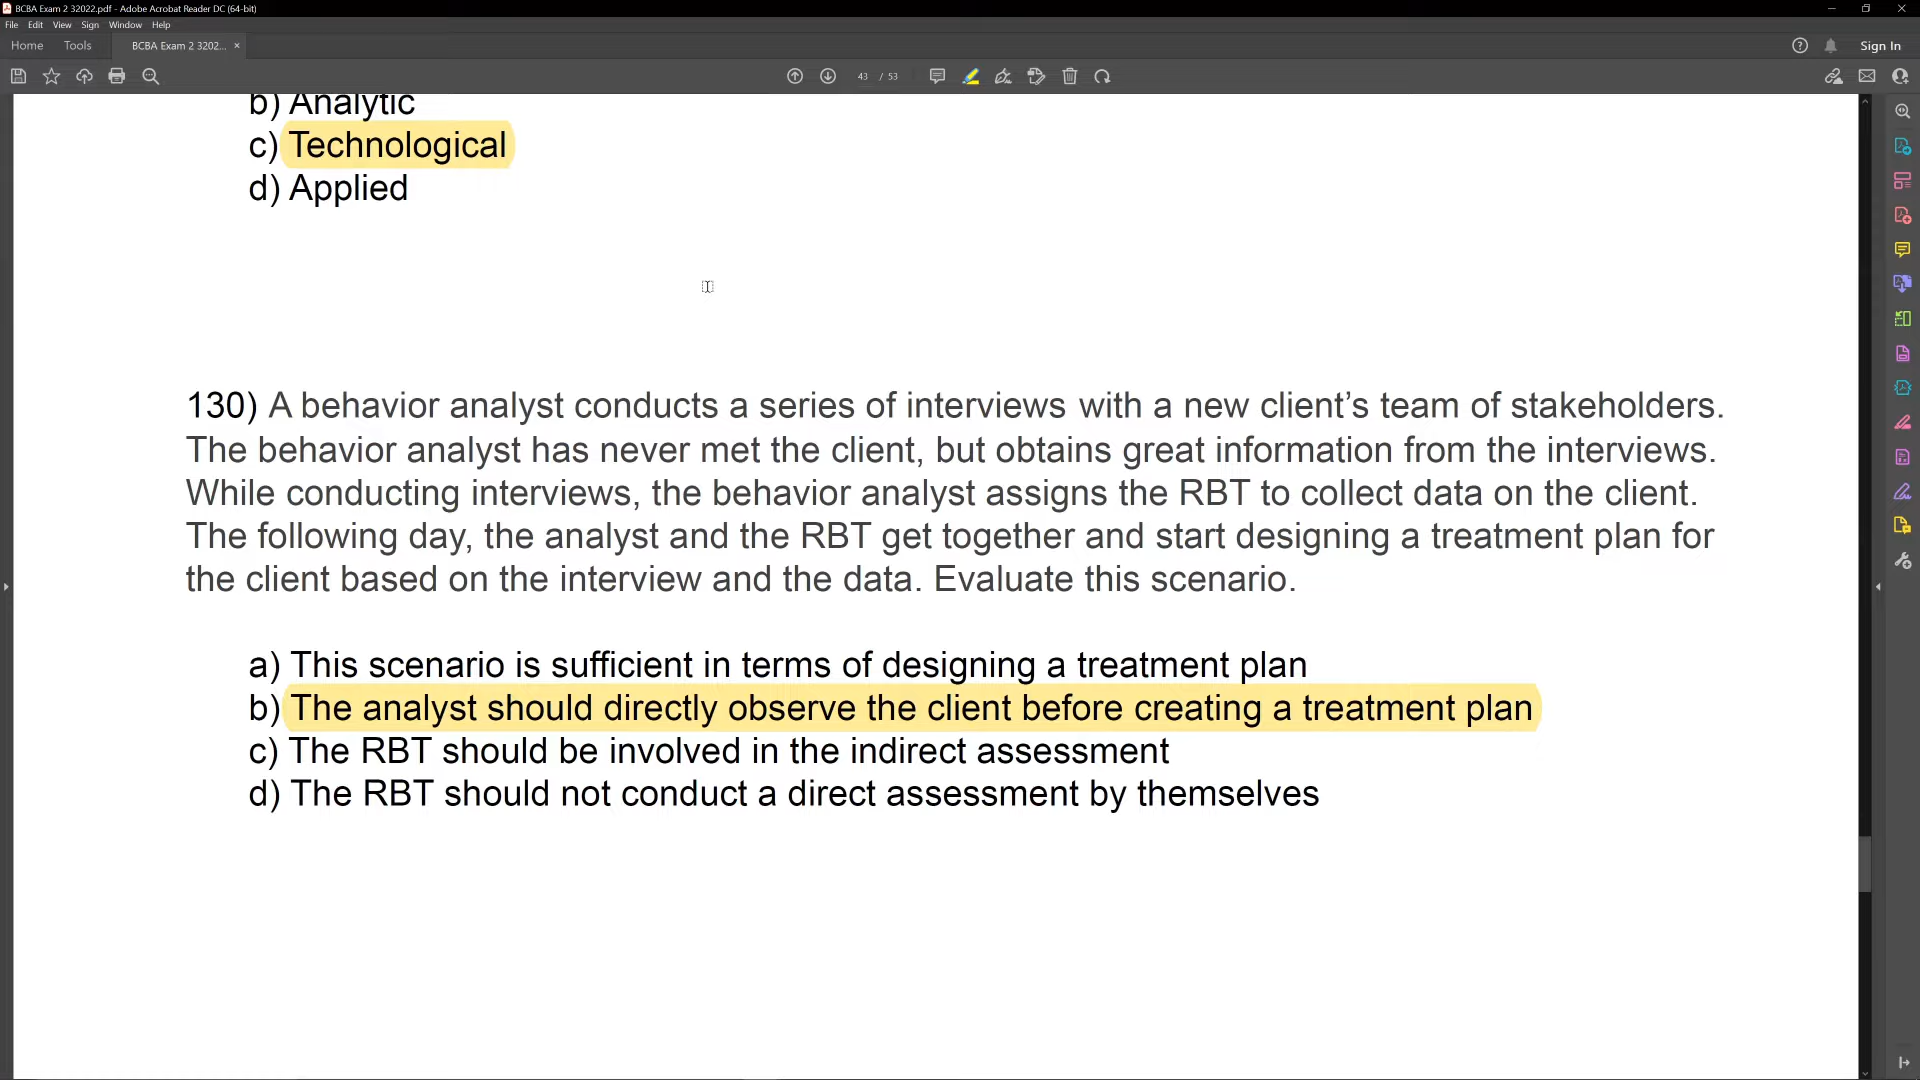 BCBA Exam 2 32022.pdf - Adobe Acrobat Reader DC (64-bit)
File Edit View Sign Window Help
Home Tools BCBA Exam 2 3202... × Sign In
43 / 53
b) Analytic
c) Technological
d) Applied
130) A behavior analyst conducts a series of interviews with a new client’s team of stakeholders.
The behavior analyst has never met the client, but obtains great information from the interviews.
While conducting interviews, the behavior analyst assigns the RBT to collect data on the client.
The following day, the analyst and the RBT get together and start designing a treatment plan for
the client based on the interview and the data. Evaluate this scenario.
a) This scenario is sufficient in terms of designing a treatment plan
b) The analyst should directly observe the client before creating a treatment plan
c) The RBT should be involved in the indirect assessment
d) The RBT should not conduct a direct assessment by themselves